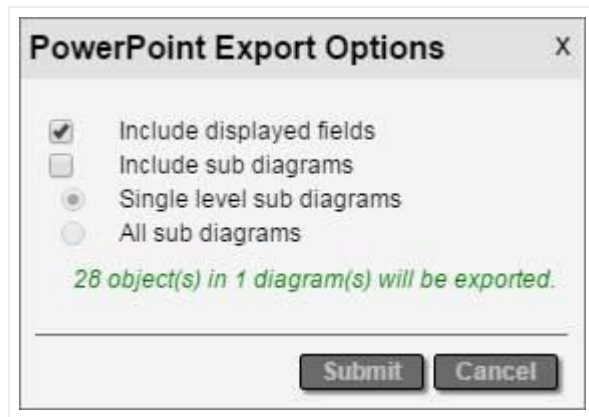 PowerPoint Export Options X
Include displayed fields
Include sub diagrams
Single level sub diagrams
All sub diagrams
28 object(s) in 1 diagram(s) will be exported.
Submit Cancel